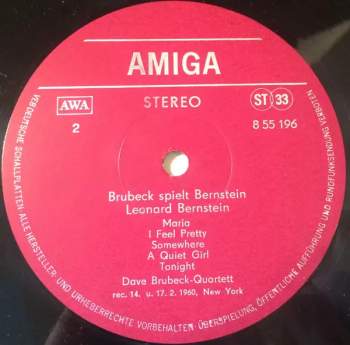 AMIGA
AWA STEREO ST 33
2 8 55 196
Brubeck spielt Bernstein
Leonard Bernstein
Maria
I Feel Pretty
Somewhere
A Quiet Girl
Tonight
Dave Brubeck-Quartett
rec. 14. u. 17. 2. 1960, New York
VEB DEUTSCHE SCHALLPLATTEN · ALLE HERSTELLER- UND URHEBERRECHTE VORBEHALTEN · ÜBERSPIELUNG, ÖFFENTLICHE AUFFÜHRUNG UND RUNDFUNKSENDUNG VERBOTEN